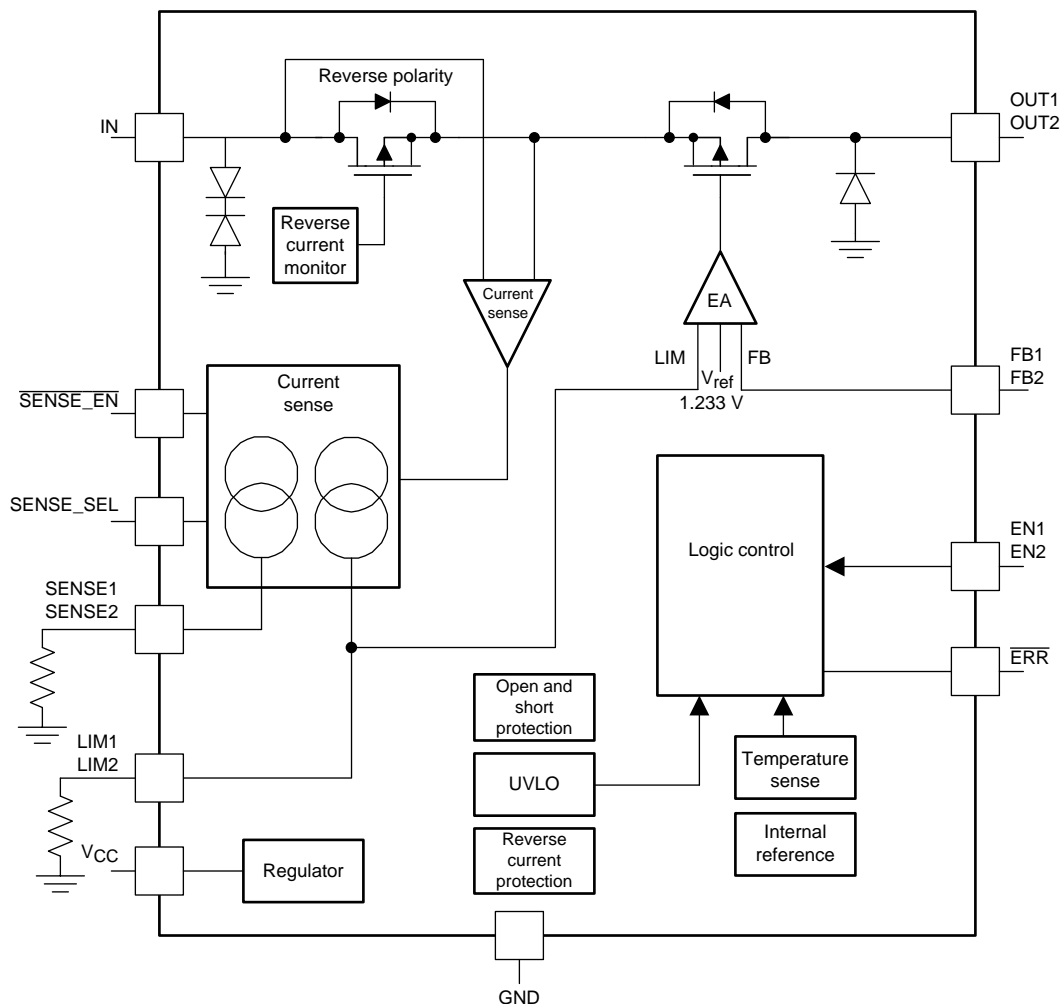 Reverse polarity
IN
OUT1
OUT2
Reverse
current
monitor
Current
sense
EA
LIM
FB
Vref
1.233 V
FB1
FB2
SENSE_EN
Current
sense
SENSE_SEL
Logic control
EN1
EN2
SENSE1
SENSE2
ERR
Open and
short
protection
LIM1
LIM2
UVLO
Temperature
sense
VCC
Regulator
Reverse
current
protection
Internal
reference
GND